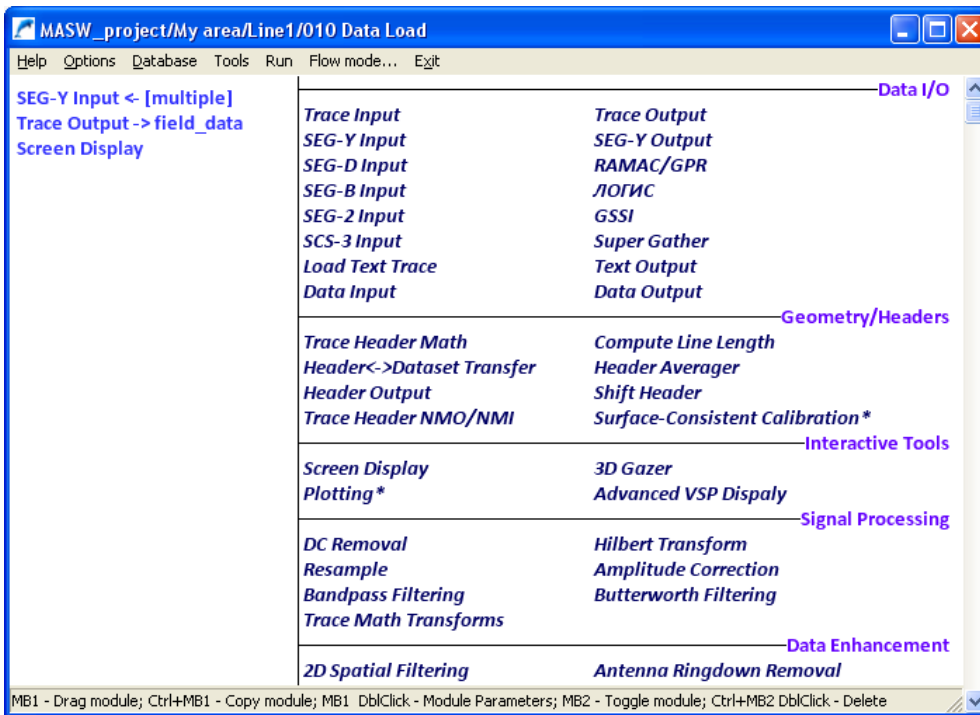 MASW_project/My area/Line1/010 Data Load
Help Options Database Tools Run Flow mode... Exit
SEG-Y Input <- [multiple]
Trace Output -> field_data
Screen Display
Data I/O
Trace Input Trace Output
SEG-Y Input SEG-Y Output
SEG-D Input RAMAC/GPR
SEG-B Input ЛОГИС
SEG-2 Input GSSI
SCS-3 Input Super Gather
Load Text Trace Text Output
Data Input Data Output
Geometry/Headers
Trace Header Math Compute Line Length
Header<->Dataset Transfer Header Averager
Header Output Shift Header
Trace Header NMO/NMI Surface-Consistent Calibration*
Interactive Tools
Screen Display 3D Gazer
Plotting* Advanced VSP Dispaly
Signal Processing
DC Removal Hilbert Transform
Resample Amplitude Correction
Bandpass Filtering Butterworth Filtering
Trace Math Transforms
Data Enhancement
2D Spatial Filtering Antenna Ringdown Removal
MB1 - Drag module; Ctrl+MB1 - Copy module; MB1 DblClick - Module Parameters; MB2 - Toggle module; Ctrl+MB2 DblClick - Delete